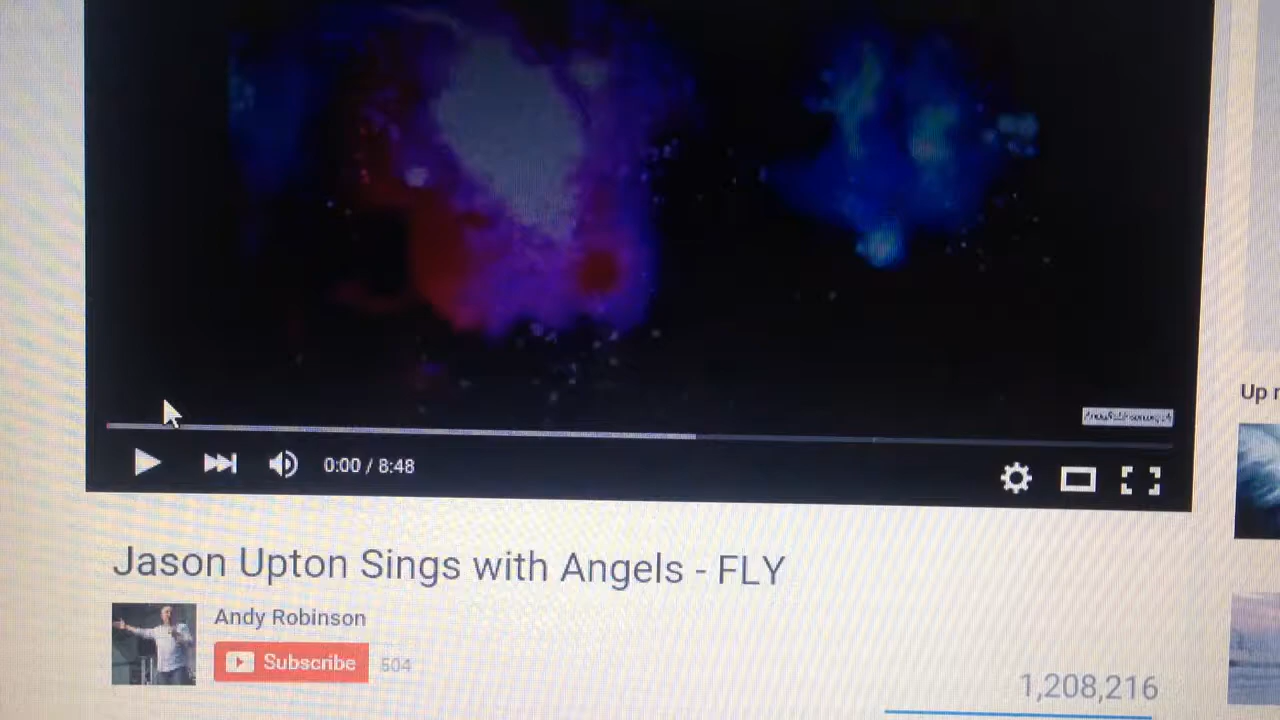 0:00 / 8:48
Up
Jason Upton Sings with Angels - FLY
Andy Robinson
Subscribe 504
1,208,216